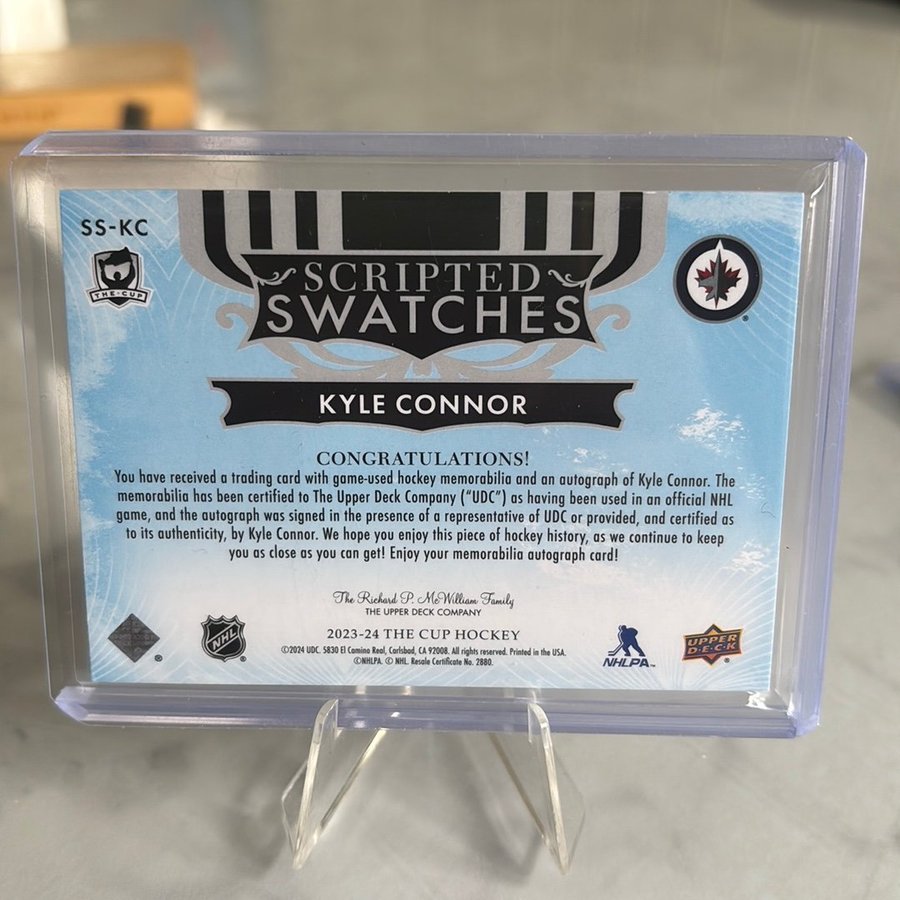 SS-KC
THE CUP
SCRIPTED
SWATCHES
KYLE CONNOR
CONGRATULATIONS!
You have received a trading card with game-used hockey memorabilia and an autograph of Kyle Connor. The
memorabilia has been certified to The Upper Deck Company ("UDC") as having been used in an official NHL
game, and the autograph was signed in the presence of a representative of UDC or provided, and certified as
to its authenticity, by Kyle Connor. We hope you enjoy this piece of hockey history, as we continue to keep
you as close as you can get! Enjoy your memorabilia autograph card!
The Richard P. McWilliam Family
THE UPPER DECK COMPANY
2023-24 THE CUP HOCKEY
©2024 UDC. 5830 El Camino Real, Carlsbad, CA 92008. All rights reserved. Printed in the USA.
©NHLPA. © NHL. Resale Certificate No. 2880.
NHL
NHLPA
UPPER
DECK